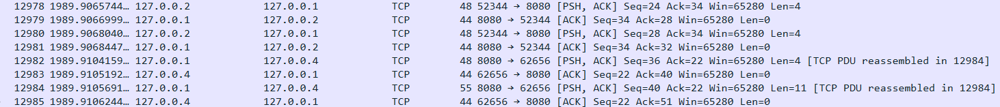 12978 1989.9065744… 127.0.0.2 127.0.0.1 TCP 48 52344 → 8080 [PSH, ACK] Seq=24 Ack=34 Win=65280 Len=4
12979 1989.9066999… 127.0.0.1 127.0.0.2 TCP 44 8080 → 52344 [ACK] Seq=34 Ack=28 Win=65280 Len=0
12980 1989.9068040… 127.0.0.2 127.0.0.1 TCP 48 52344 → 8080 [PSH, ACK] Seq=28 Ack=34 Win=65280 Len=4
12981 1989.9068447… 127.0.0.1 127.0.0.2 TCP 44 8080 → 52344 [ACK] Seq=34 Ack=32 Win=65280 Len=0
12982 1989.9104159… 127.0.0.1 127.0.0.4 TCP 48 8080 → 62656 [PSH, ACK] Seq=36 Ack=22 Win=65280 Len=4 [TCP PDU reassembled in 12984]
12983 1989.9105192… 127.0.0.4 127.0.0.1 TCP 44 62656 → 8080 [ACK] Seq=22 Ack=40 Win=65280 Len=0
12984 1989.9105691… 127.0.0.1 127.0.0.4 TCP 55 8080 → 62656 [PSH, ACK] Seq=40 Ack=22 Win=65280 Len=11 [TCP PDU reassembled in 12984]
12985 1989.9106244… 127.0.0.4 127.0.0.1 TCP 44 62656 → 8080 [ACK] Seq=22 Ack=51 Win=65280 Len=0